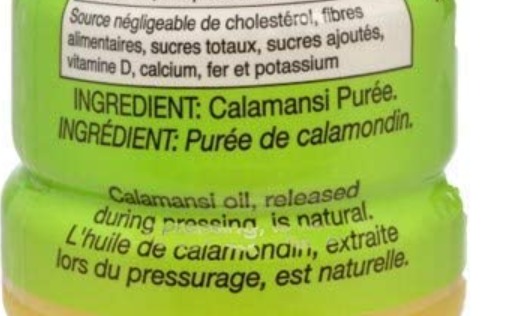 Source négligeable de cholestérol, fibres
alimentaires, sucres totaux, sucres ajoutés,
vitamine D, calcium, fer et potassium
INGREDIENT: Calamansi Purée.
INGRÉDIENT: Purée de calamondin.
Calamansi oil, released
during pressing, is natural.
L'huile de calamondin, extraite
lors du pressurage, est naturelle.